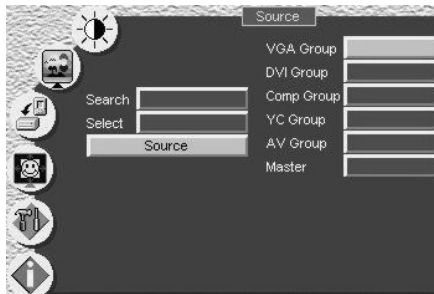 Source
VGA Group
DVI Group
Search
Comp Group
Select
YC Group
Source
AV Group
Master